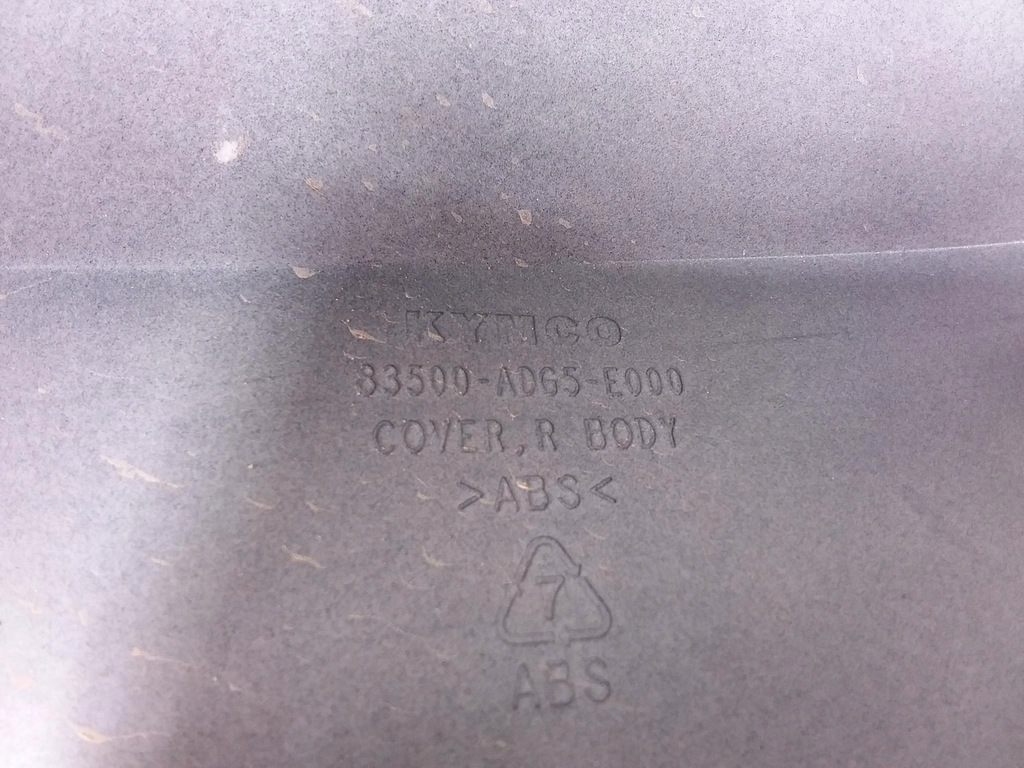 KYMCO
83500-ADG5-E000
COVER,R BODY
>ABS<
7
ABS